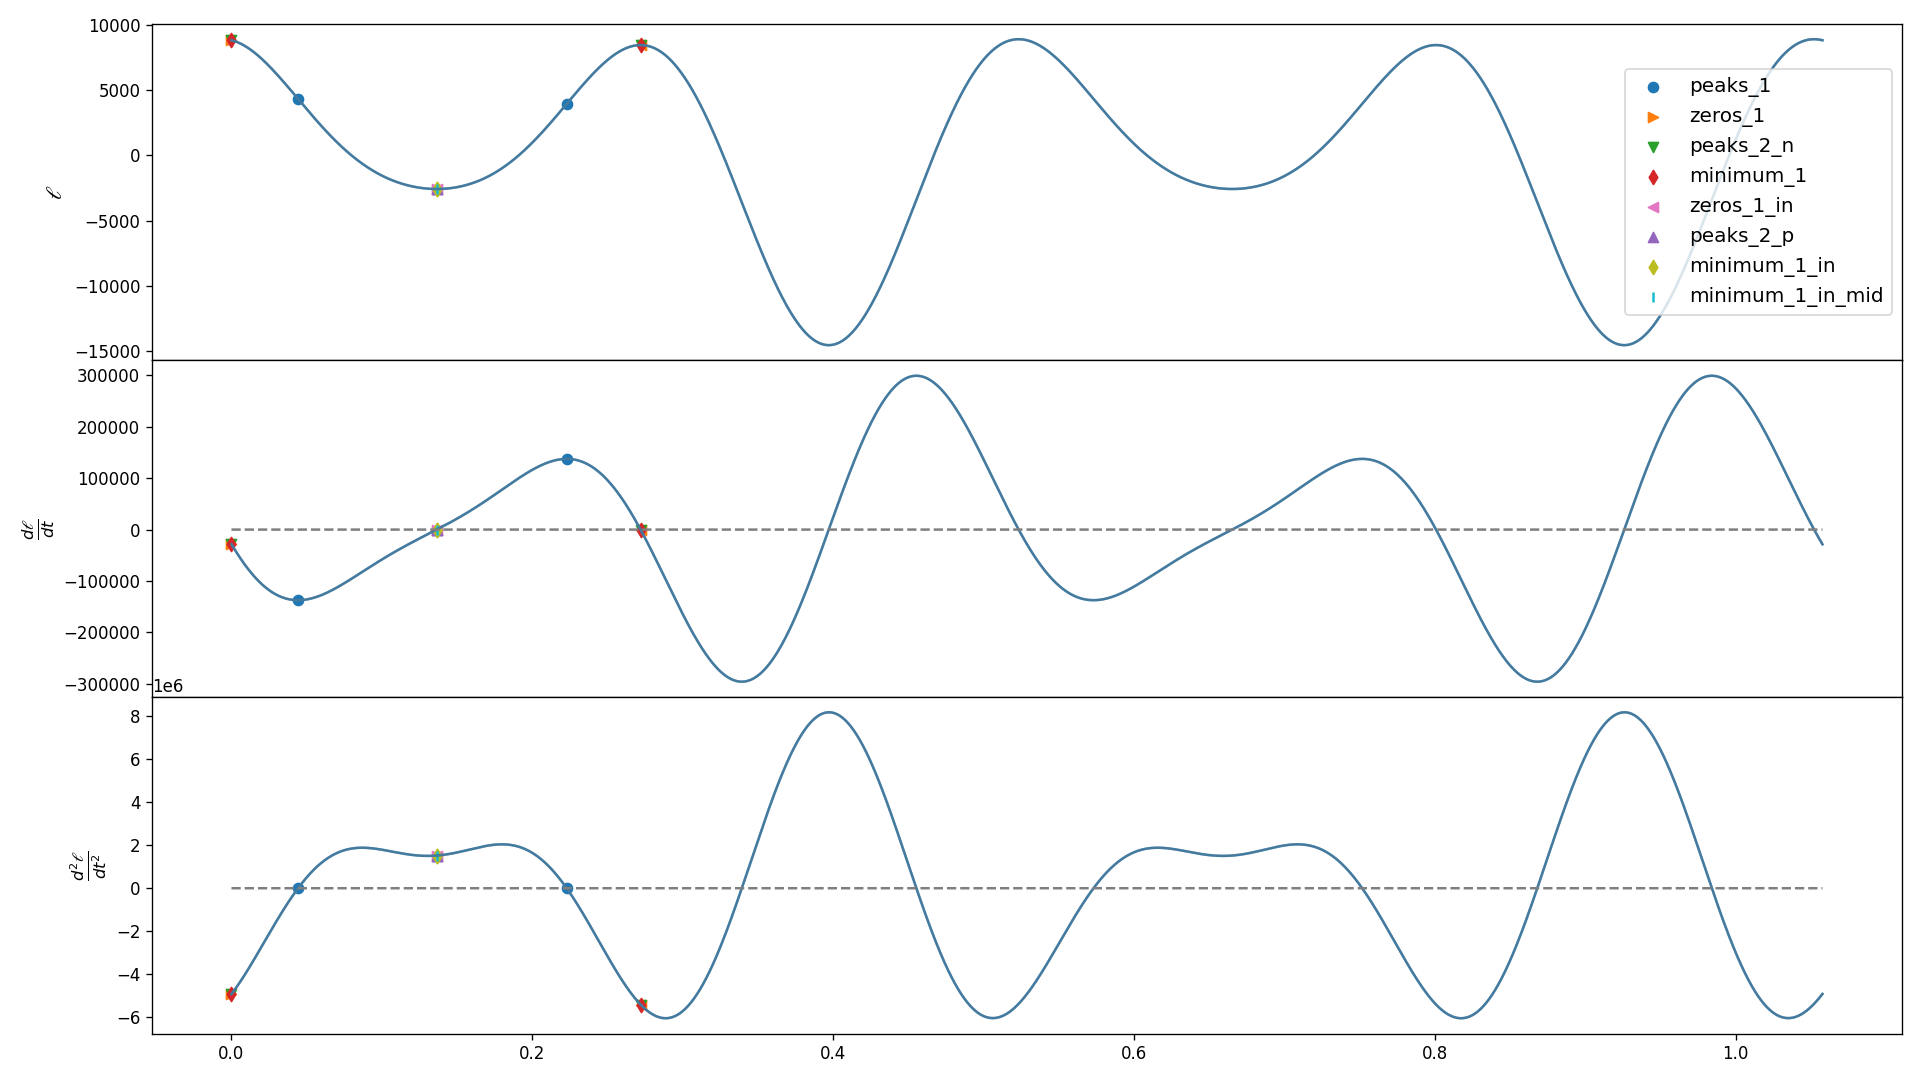 10000
5000
0
−5000
−10000
−15000
ℓ
peaks_1
zeros_1
peaks_2_n
minimum_1
zeros_1_in
peaks_2_p
minimum_1_in
minimum_1_in_mid
300000
200000
100000
0
−100000
−200000
−300000
dℓ
dt
1e6
8
6
4
2
0
−2
−4
−6
d²ℓ
dt²
0.0 0.2 0.4 0.6 0.8 1.0